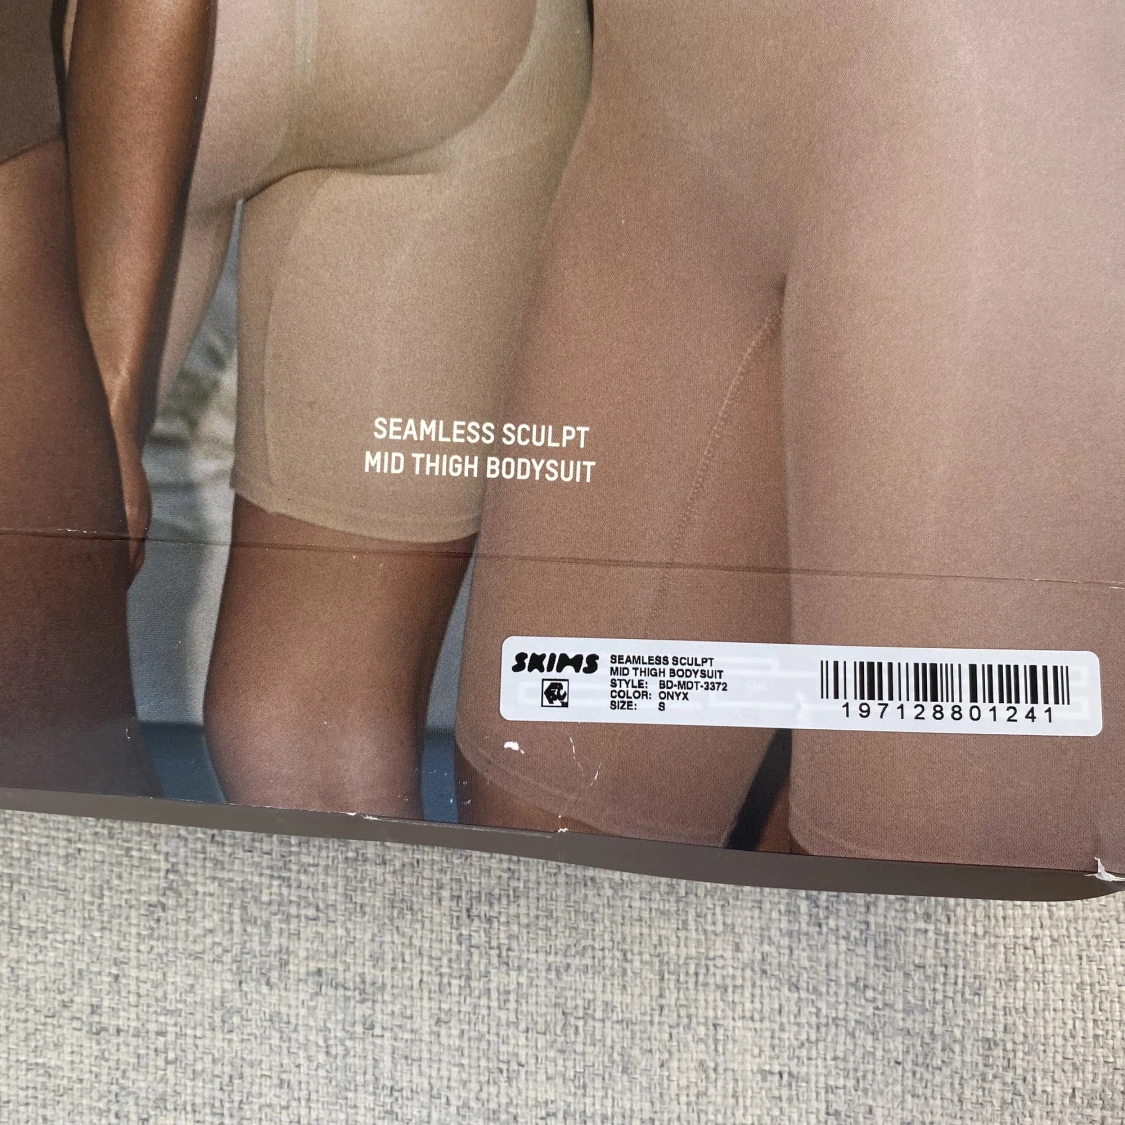 SEAMLESS SCULPT
MID THIGH BODYSUIT
SKIMS
SEAMLESS SCULPT
MID THIGH BODYSUIT
STYLE: BD-MDT-3372
COLOR: ONYX
SIZE: S
197128801241